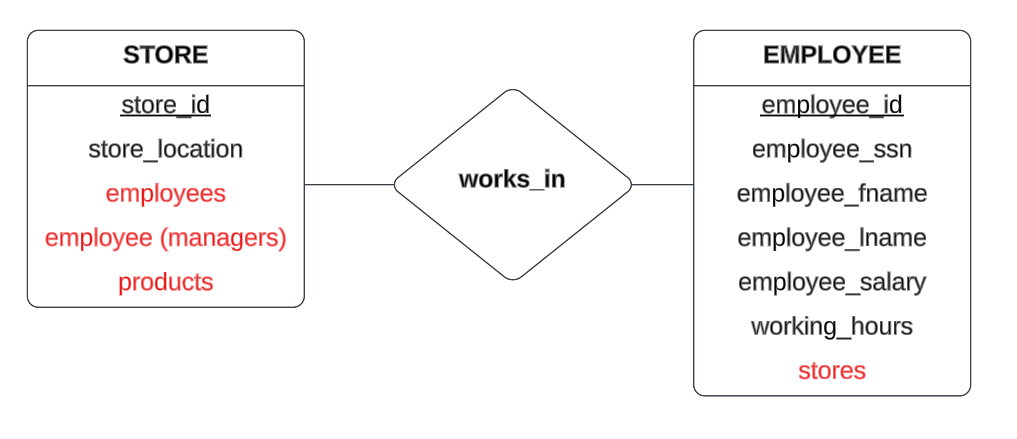 STORE
store_id
store_location
employees
employee (managers)
products
works_in
EMPLOYEE
employee_id
employee_ssn
employee_fname
employee_lname
employee_salary
working_hours
stores